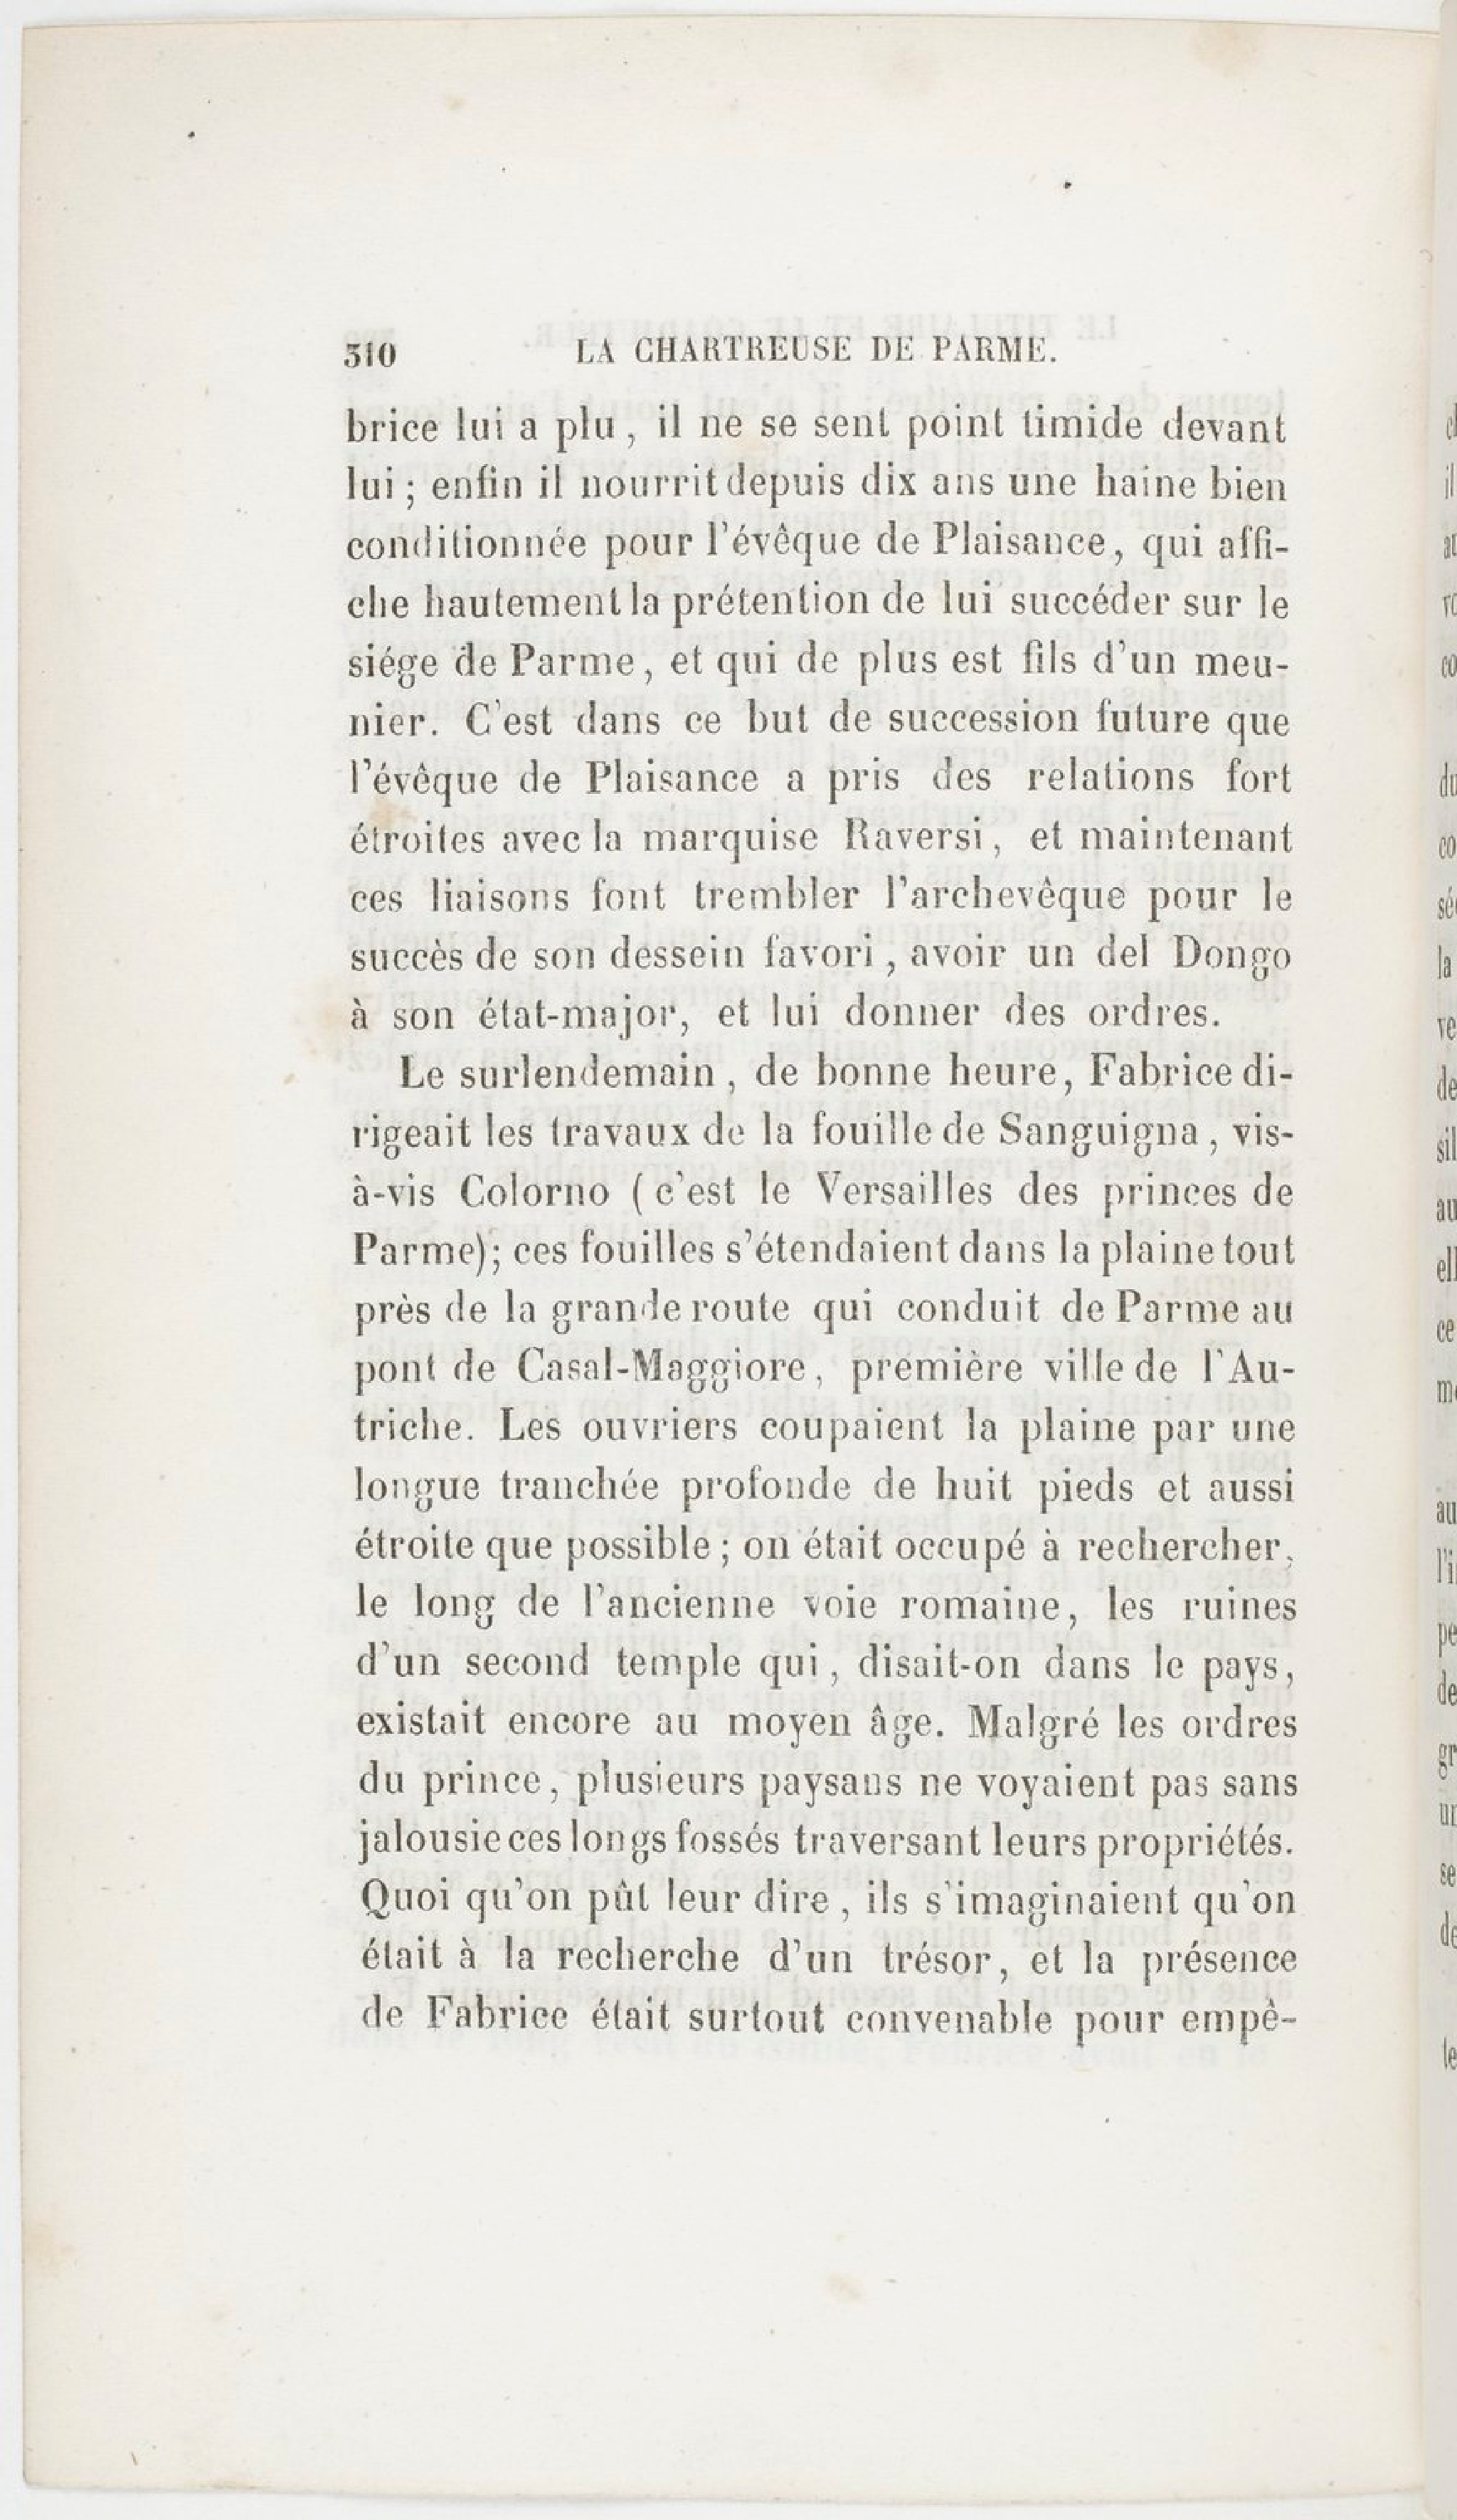 310 LA CHARTREUSE DE PARME.
brice lui a plu, il ne se sent point timide devant
lui; enfin il nourrit depuis dix ans une haine bien
conditionnée pour l'évêque de Plaisance, qui affi-
che hautement la prétention de lui succéder sur le
siége de Parme, et qui de plus est fils d'un meu-
nier. C'est dans ce but de succession future que
l'évêque de Plaisance a pris des relations fort
étroites avec la marquise Raversi, et maintenant
ces liaisons font trembler l'archevêque pour le
succès de son dessein favori, avoir un del Dongo
à son état-major, et lui donner des ordres.
Le surlendemain, de bonne heure, Fabrice di-
rigeait les travaux de la fouille de Sanguigna, vis-
à-vis Colorno (c'est le Versailles des princes de
Parme); ces fouilles s'étendaient dans la plaine tout
près de la grande route qui conduit de Parme au
pont de Casal-Maggiore, première ville de l'Au-
triche. Les ouvriers coupaient la plaine par une
longue tranchée profonde de huit pieds et aussi
étroite que possible; on était occupé à rechercher,
le long de l'ancienne voie romaine, les ruines
d'un second temple qui, disait-on dans le pays,
existait encore au moyen âge. Malgré les ordres
du prince, plusieurs paysans ne voyaient pas sans
jalousie ces longs fossés traversant leurs propriétés.
Quoi qu'on pût leur dire, ils s'imaginaient qu'on
était à la recherche d'un trésor, et la présence
de Fabrice était surtout convenable pour empê-